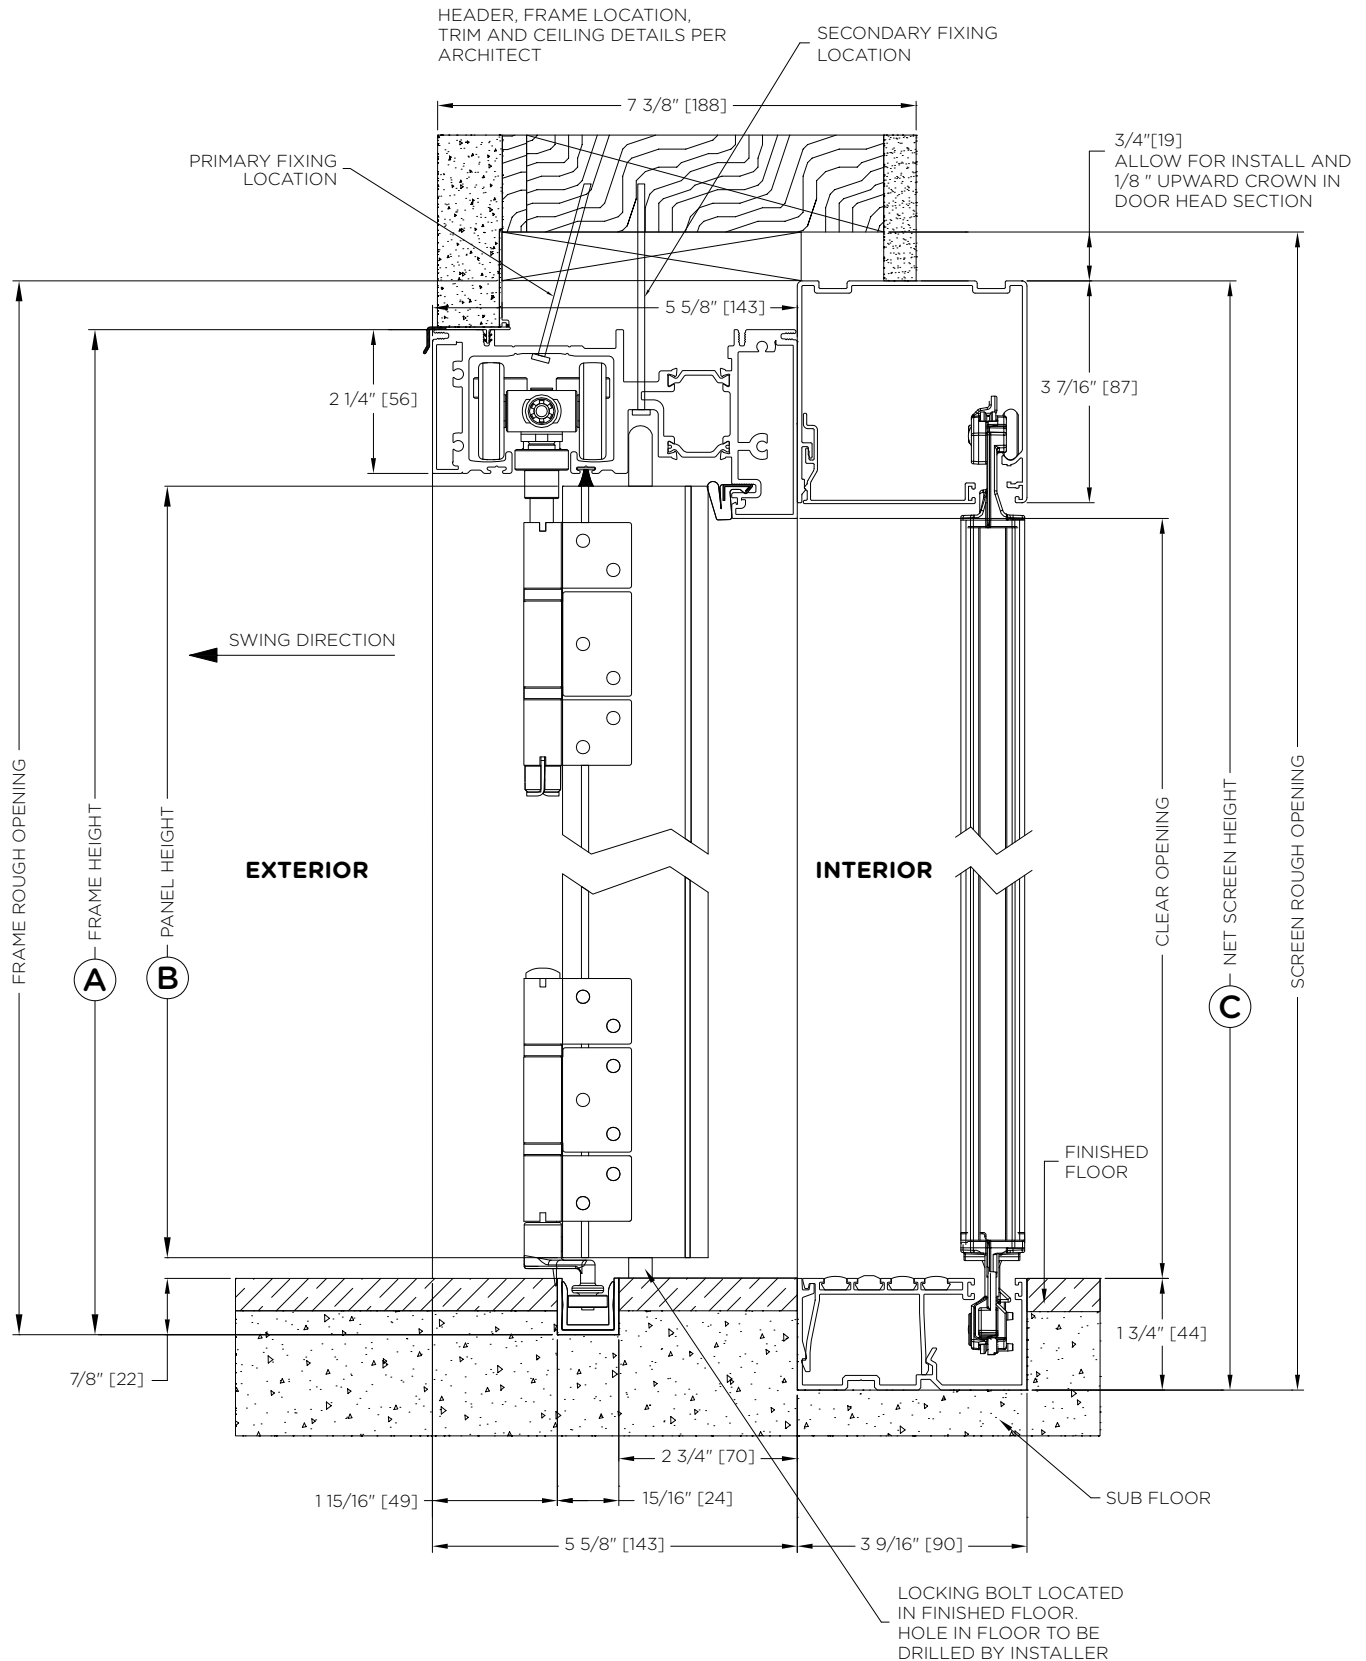 HEADER, FRAME LOCATION,
TRIM AND CEILING DETAILS PER
ARCHITECT
SECONDARY FIXING
LOCATION
7 3/8" [188]
3/4"[19]
ALLOW FOR INSTALL AND
1/8 " UPWARD CROWN IN
DOOR HEAD SECTION
PRIMARY FIXING
LOCATION
5 5/8" [143]
2 1/4" [56]
3 7/16" [87]
SWING DIRECTION
FRAME ROUGH OPENING
FRAME HEIGHT
A
PANEL HEIGHT
B
EXTERIOR
INTERIOR
CLEAR OPENING
NET SCREEN HEIGHT
C
SCREEN ROUGH OPENING
FINISHED
FLOOR
1 3/4" [44]
7/8" [22]
2 3/4" [70]
1 15/16" [49]
15/16" [24]
SUB FLOOR
5 5/8" [143]
3 9/16" [90]
LOCKING BOLT LOCATED
IN FINISHED FLOOR.
HOLE IN FLOOR TO BE
DRILLED BY INSTALLER